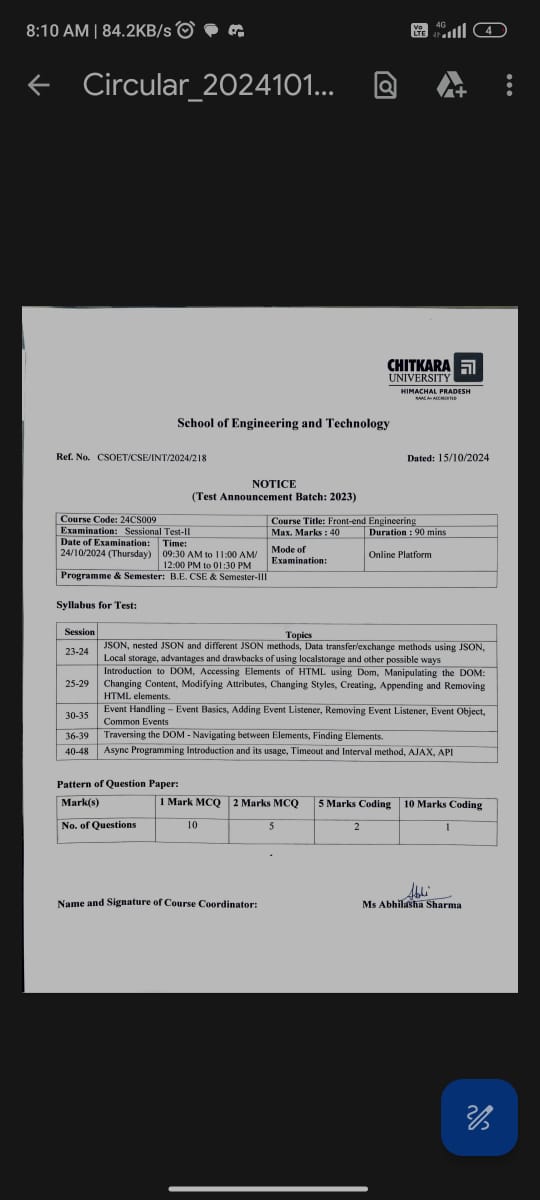 8:10 AM | 84.2KB/s
Vo LTE 4G 4
Circular_2024101...
CHITKARA
UNIVERSITY
HIMACHAL PRADESH
NAAC A+ ACCREDITED
School of Engineering and Technology
Ref. No. CSOET/CSE/INT/2024/218 Dated: 15/10/2024
NOTICE
(Test Announcement Batch: 2023)
Course Code: 24CS009 Course Title: Front-end Engineering
Examination: Sessional Test-II Max. Marks : 40 Duration : 90 mins
Date of Examination: Time: Mode of
24/10/2024 (Thursday) 09:30 AM to 11:00 AM/ Examination: Online Platform
12:00 PM to 01:30 PM
Programme & Semester: B.E. CSE & Semester-III
Syllabus for Test:
Session Topics
23-24 JSON, nested JSON and different JSON methods, Data transfer/exchange methods using JSON,
Local storage, advantages and drawbacks of using localstorage and other possible ways
Introduction to DOM, Accessing Elements of HTML using Dom, Manipulating the DOM:
25-29 Changing Content, Modifying Attributes, Changing Styles, Creating, Appending and Removing
HTML elements.
30-35 Event Handling – Event Basics, Adding Event Listener, Removing Event Listener, Event Object,
Common Events
36-39 Traversing the DOM - Navigating between Elements, Finding Elements.
40-48 Async Programming Introduction and its usage, Timeout and Interval method, AJAX, API
Pattern of Question Paper:
Mark(s) 1 Mark MCQ 2 Marks MCQ 5 Marks Coding 10 Marks Coding
No. of Questions 10 5 2 1
Abhi
Name and Signature of Course Coordinator: Ms Abhilasha Sharma